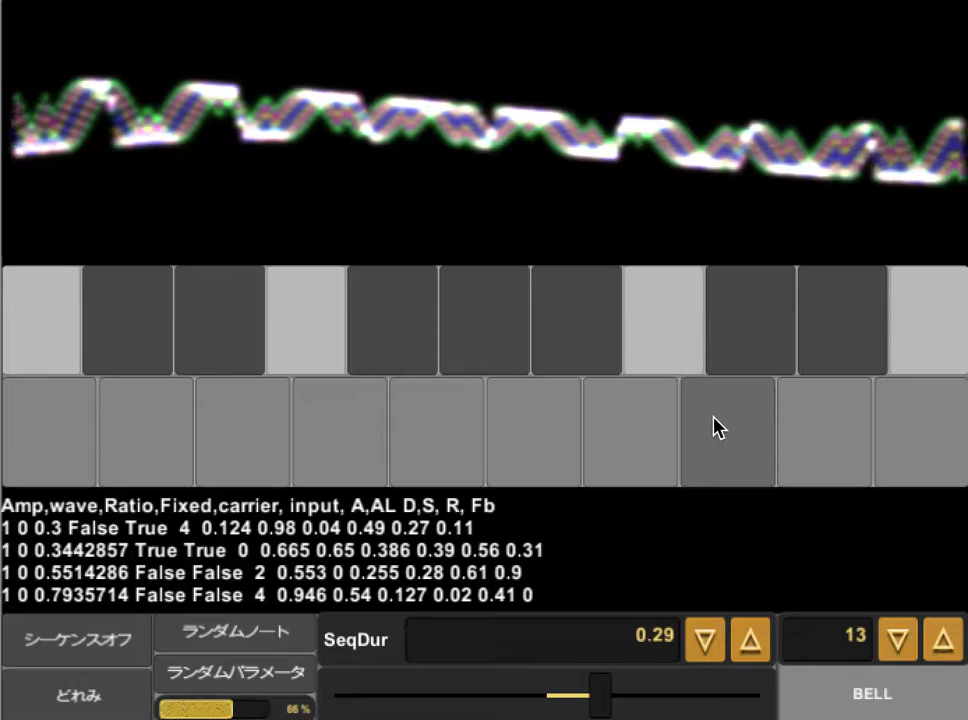 Amp,wave,Ratio,Fixed,carrier, input, A,AL D,S, R, Fb
1 0 0.3 False True 4 0.124 0.98 0.04 0.49 0.27 0.11
1 0 0.3442857 True True 0 0.665 0.65 0.386 0.39 0.56 0.31
1 0 0.5514286 False False 2 0.553 0 0.255 0.28 0.61 0.9
1 0 0.7935714 False False 4 0.946 0.54 0.127 0.02 0.41 0
シーケンスオフ
ランダムノート
SeqDur
0.29
13
ランダムパラメータ
どれみ
66 %
BELL